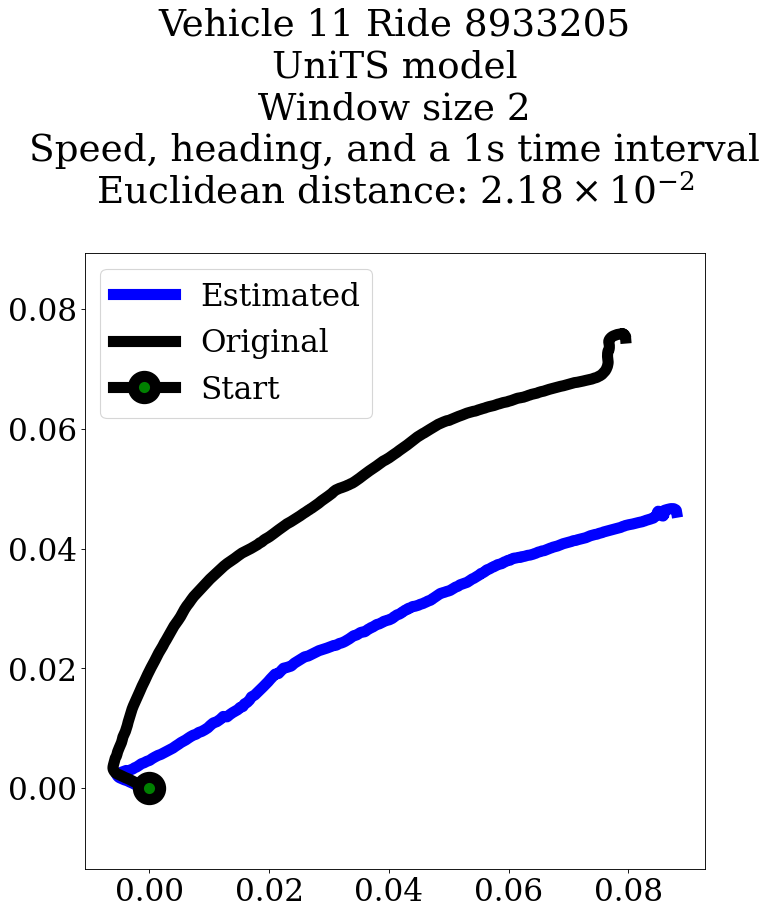 Vehicle 11 Ride 8933205
UniTS model
Window size 2
Speed, heading, and a 1s time interval
Euclidean distance: 2.18 × 10⁻²
Estimated
Original
Start
0.08
0.06
0.04
0.02
0.00
0.00 0.02 0.04 0.06 0.08